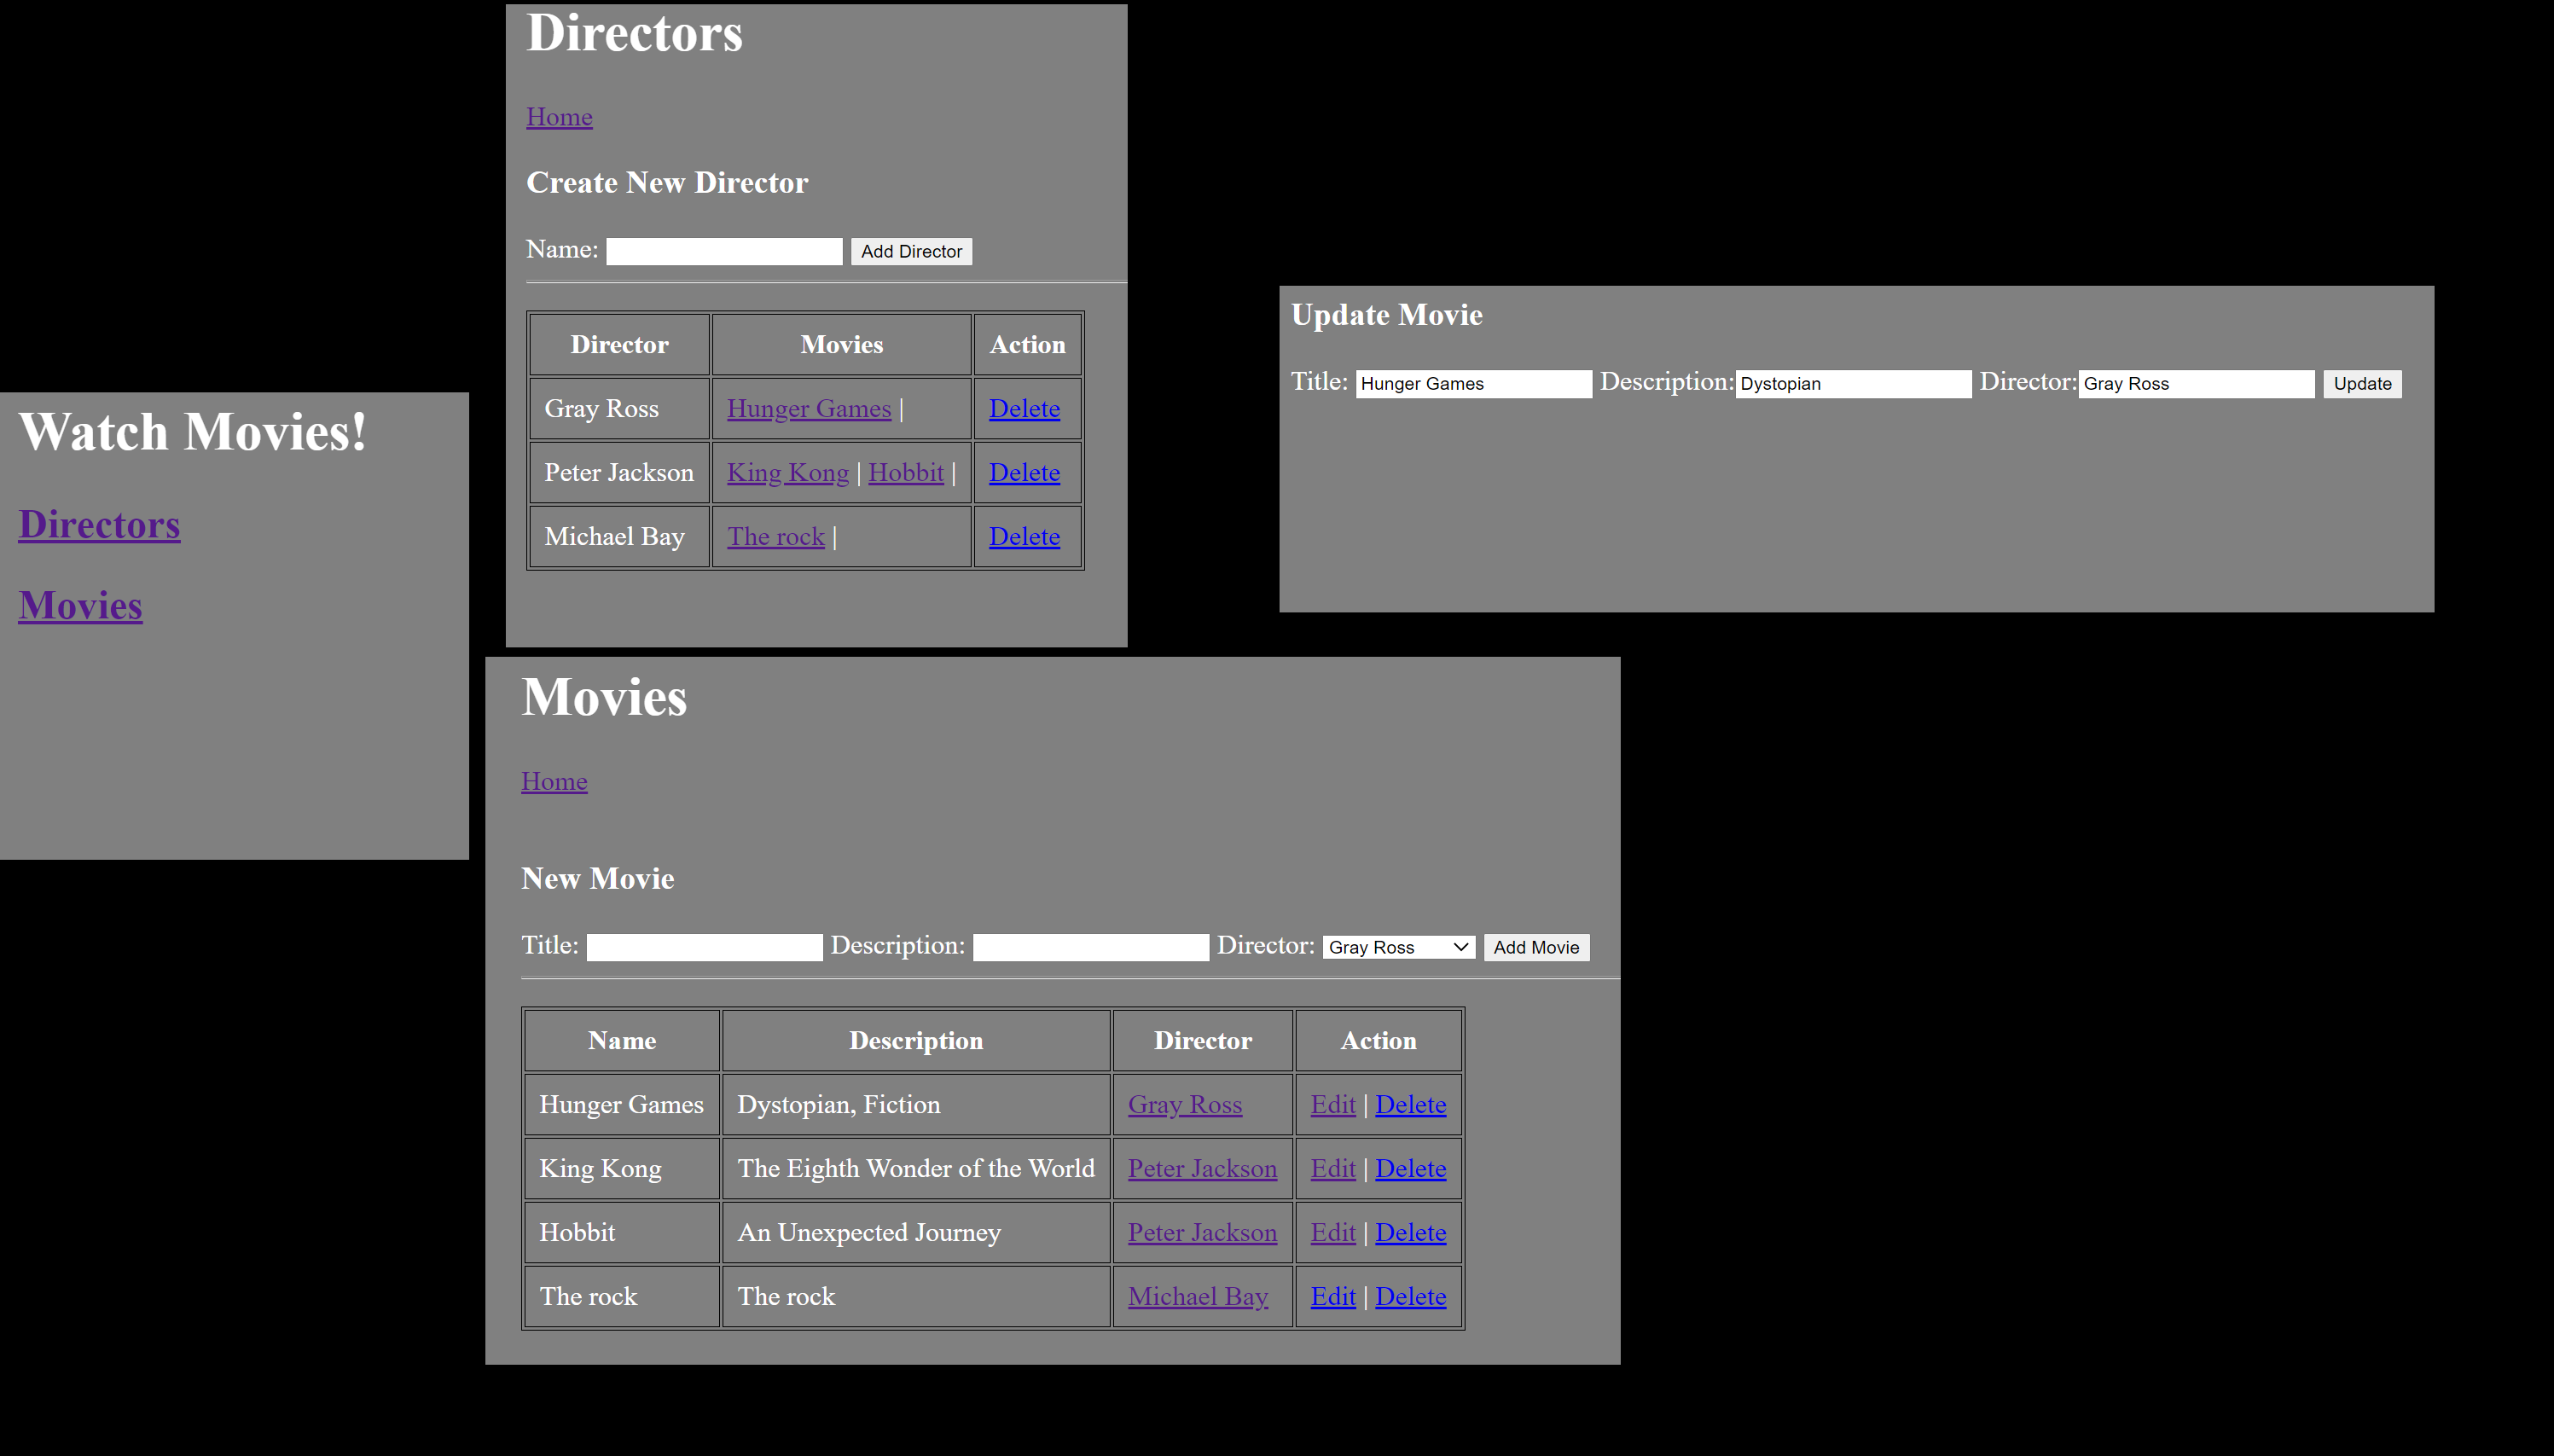 Watch Movies!
Directors
Movies
Directors
Home
Create New Director
Name: Add Director
Director Movies Action
Gray Ross Hunger Games | Delete
Peter Jackson King Kong | Hobbit | Delete
Michael Bay The rock | Delete
Update Movie
Title: Hunger Games Description: Dystopian Director: Gray Ross Update
Movies
Home
New Movie
Title: Description: Director: Gray Ross Add Movie
Name Description Director Action
Hunger Games Dystopian, Fiction Gray Ross Edit | Delete
King Kong The Eighth Wonder of the World Peter Jackson Edit | Delete
Hobbit An Unexpected Journey Peter Jackson Edit | Delete
The rock The rock Michael Bay Edit | Delete